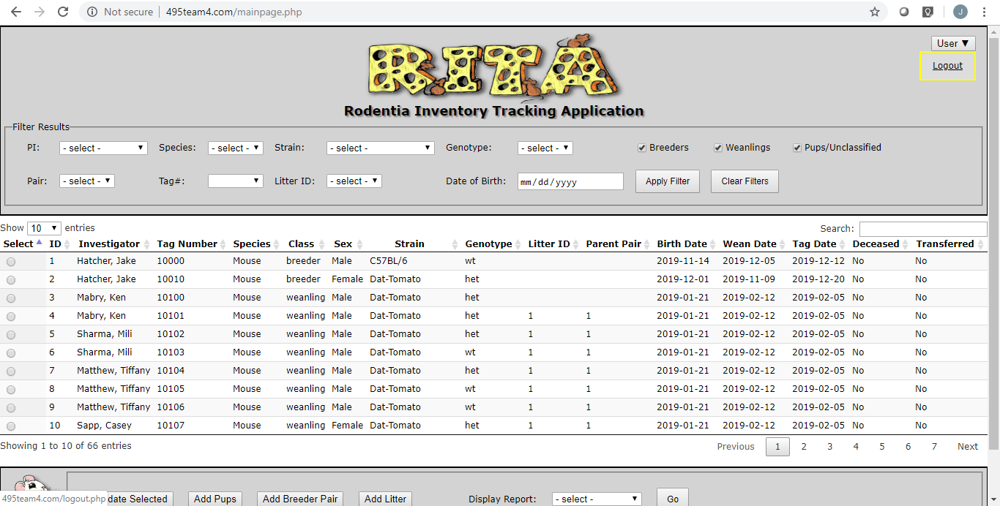 Not secure | 495team4.com/mainpage.php
J
User ▼
Logout
RITA
Rodentia Inventory Tracking Application
Filter Results
PI: - select - Species: - select - Strain: - select - Genotype: - select - Breeders Weanlings Pups/Unclassified
Pair: - select - Tag#: Litter ID: - select - Date of Birth: mm/dd/yyyy Apply Filter Clear Filters
Show 10 entries Search:
Select ID Investigator Tag Number Species Class Sex Strain Genotype Litter ID Parent Pair Birth Date Wean Date Tag Date Deceased Transferred
1 Hatcher, Jake 10000 Mouse breeder Male C57BL/6 wt 2019-11-14 2019-12-05 2019-12-12 No No
2 Hatcher, Jake 10010 Mouse breeder Female Dat-Tomato het 2019-12-01 2019-11-09 2019-12-20 No No
3 Mabry, Ken 10100 Mouse weanling Male Dat-Tomato het 2019-01-21 2019-02-12 2019-02-05 No No
4 Mabry, Ken 10101 Mouse weanling Male Dat-Tomato het 1 1 2019-01-21 2019-02-12 2019-02-05 No No
5 Sharma, Mili 10102 Mouse weanling Male Dat-Tomato het 1 1 2019-01-21 2019-02-12 2019-02-05 No No
6 Sharma, Mili 10103 Mouse weanling Male Dat-Tomato wt 1 1 2019-01-21 2019-02-12 2019-02-05 No No
7 Matthew, Tiffany 10104 Mouse weanling Male Dat-Tomato het 1 1 2019-01-21 2019-02-12 2019-02-05 No No
8 Matthew, Tiffany 10105 Mouse weanling Male Dat-Tomato wt 1 1 2019-01-21 2019-02-12 2019-02-05 No No
9 Matthew, Tiffany 10106 Mouse weanling Male Dat-Tomato wt 1 1 2019-01-21 2019-02-12 2019-02-05 No No
10 Sapp, Casey 10107 Mouse weanling Female Dat-Tomato het 1 1 2019-01-21 2019-02-12 2019-02-05 No No
Showing 1 to 10 of 66 entries Previous 1 2 3 4 5 6 7 Next
495team4.com/logout.php date Selected Add Pups Add Breeder Pair Add Litter Display Report: - select - Go